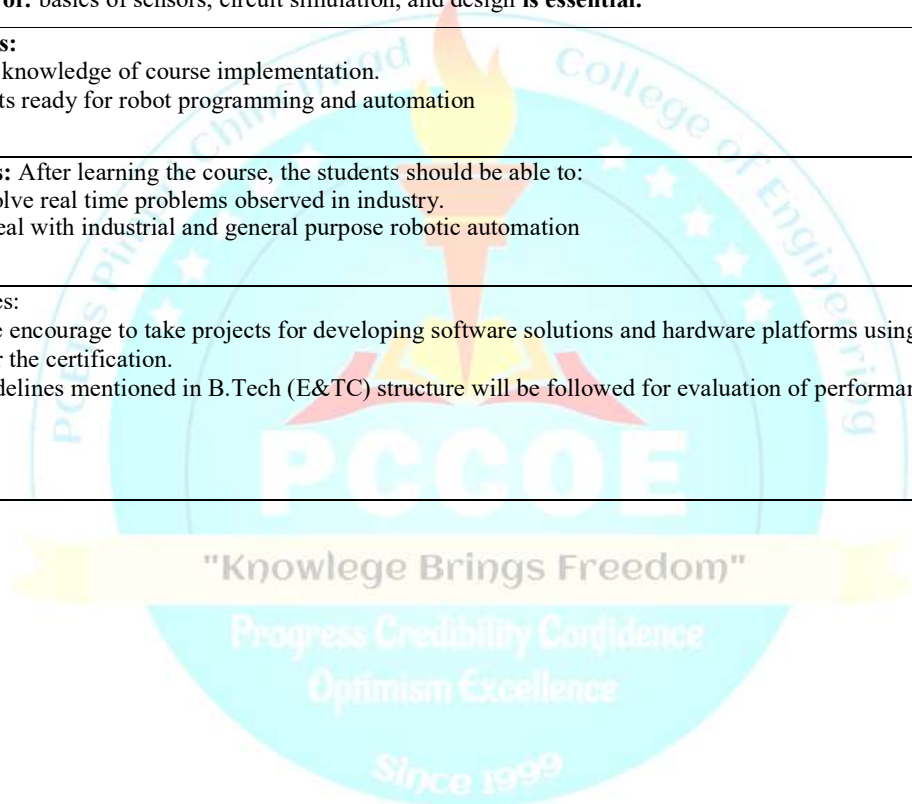 of: basics of sensors, circuit simulation, and design is essential.
s:
knowledge of course implementation.
ts ready for robot programming and automation
s: After learning the course, the students should be able to:
olve real time problems observed in industry.
eal with industrial and general purpose robotic automation
es:
e encourage to take projects for developing software solutions and hardware platforms using
r the certification.
delines mentioned in B.Tech (E&TC) structure will be followed for evaluation of performan
PCET's Pimpri Chinchwad College of Engineering
PCCOE
"Knowlege Brings Freedom"
Progress Credibility Confidence
Optimism Excellence
Since 1999